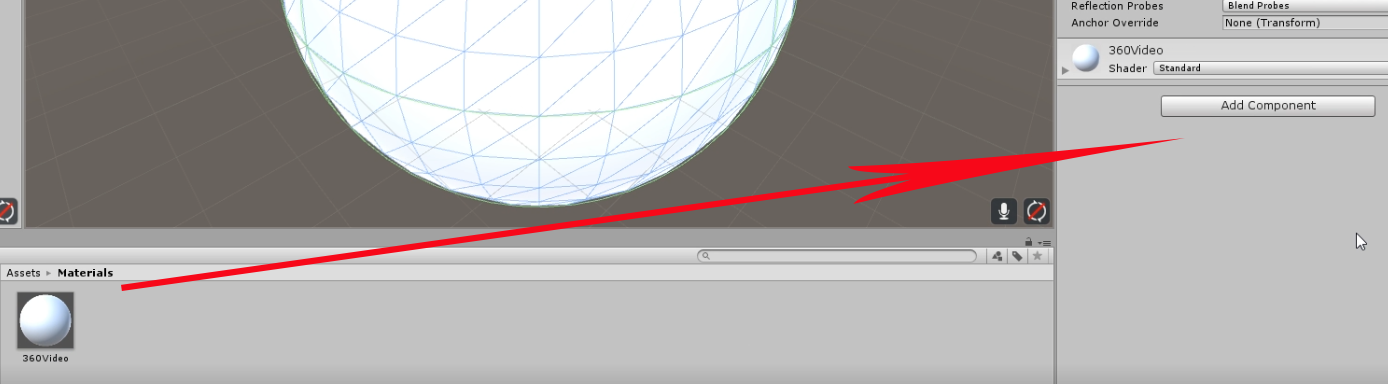 Reflection Probes
Blend Probes
Anchor Override
None (Transform)
360Video
Shader
Standard
Add Component
Assets
Materials
360Video